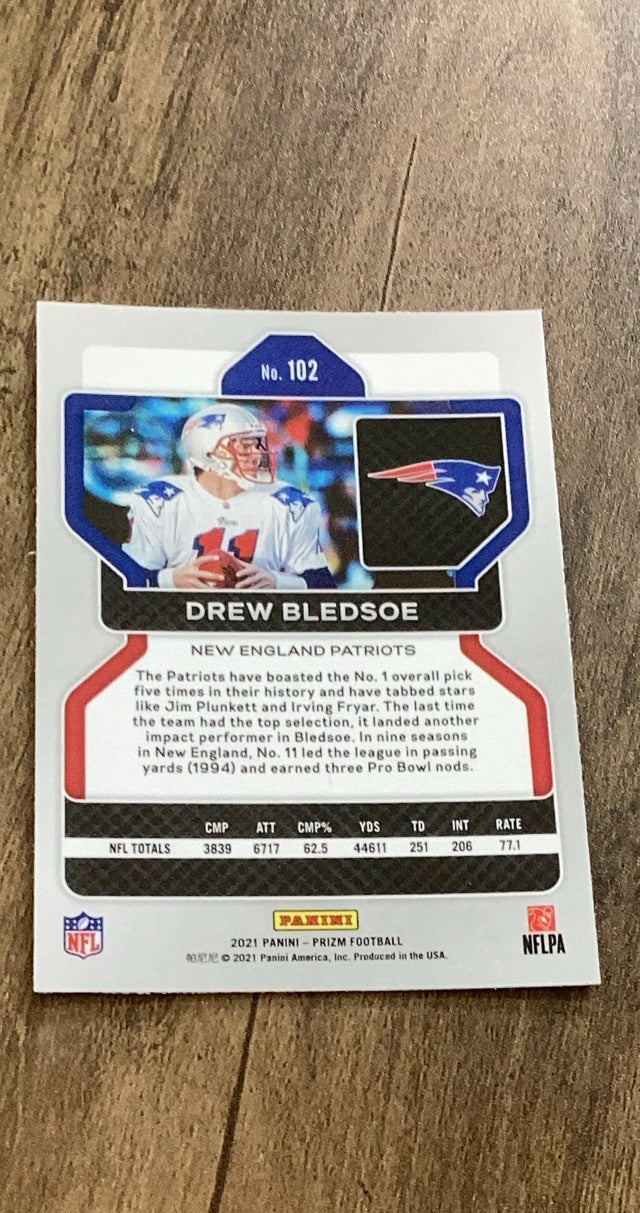 No. 102
11
DREW BLEDSOE
NEW ENGLAND PATRIOTS
The Patriots have boasted the No. 1 overall pick
five times in their history and have tabbed stars
like Jim Plunkett and Irving Fryar. The last time
the team had the top selection, it landed another
impact performer in Bledsoe. In nine seasons
in New England, No. 11 led the league in passing
yards (1994) and earned three Pro Bowl nods.
CMP ATT CMP% YDS TD INT RATE
NFL TOTALS 3839 6717 62.5 44611 251 206 77.1
PANINI
NFL
2021 PANINI – PRIZM FOOTBALL
帕尼尼 © 2021 Panini America, Inc. Produced in the USA.
NFLPA